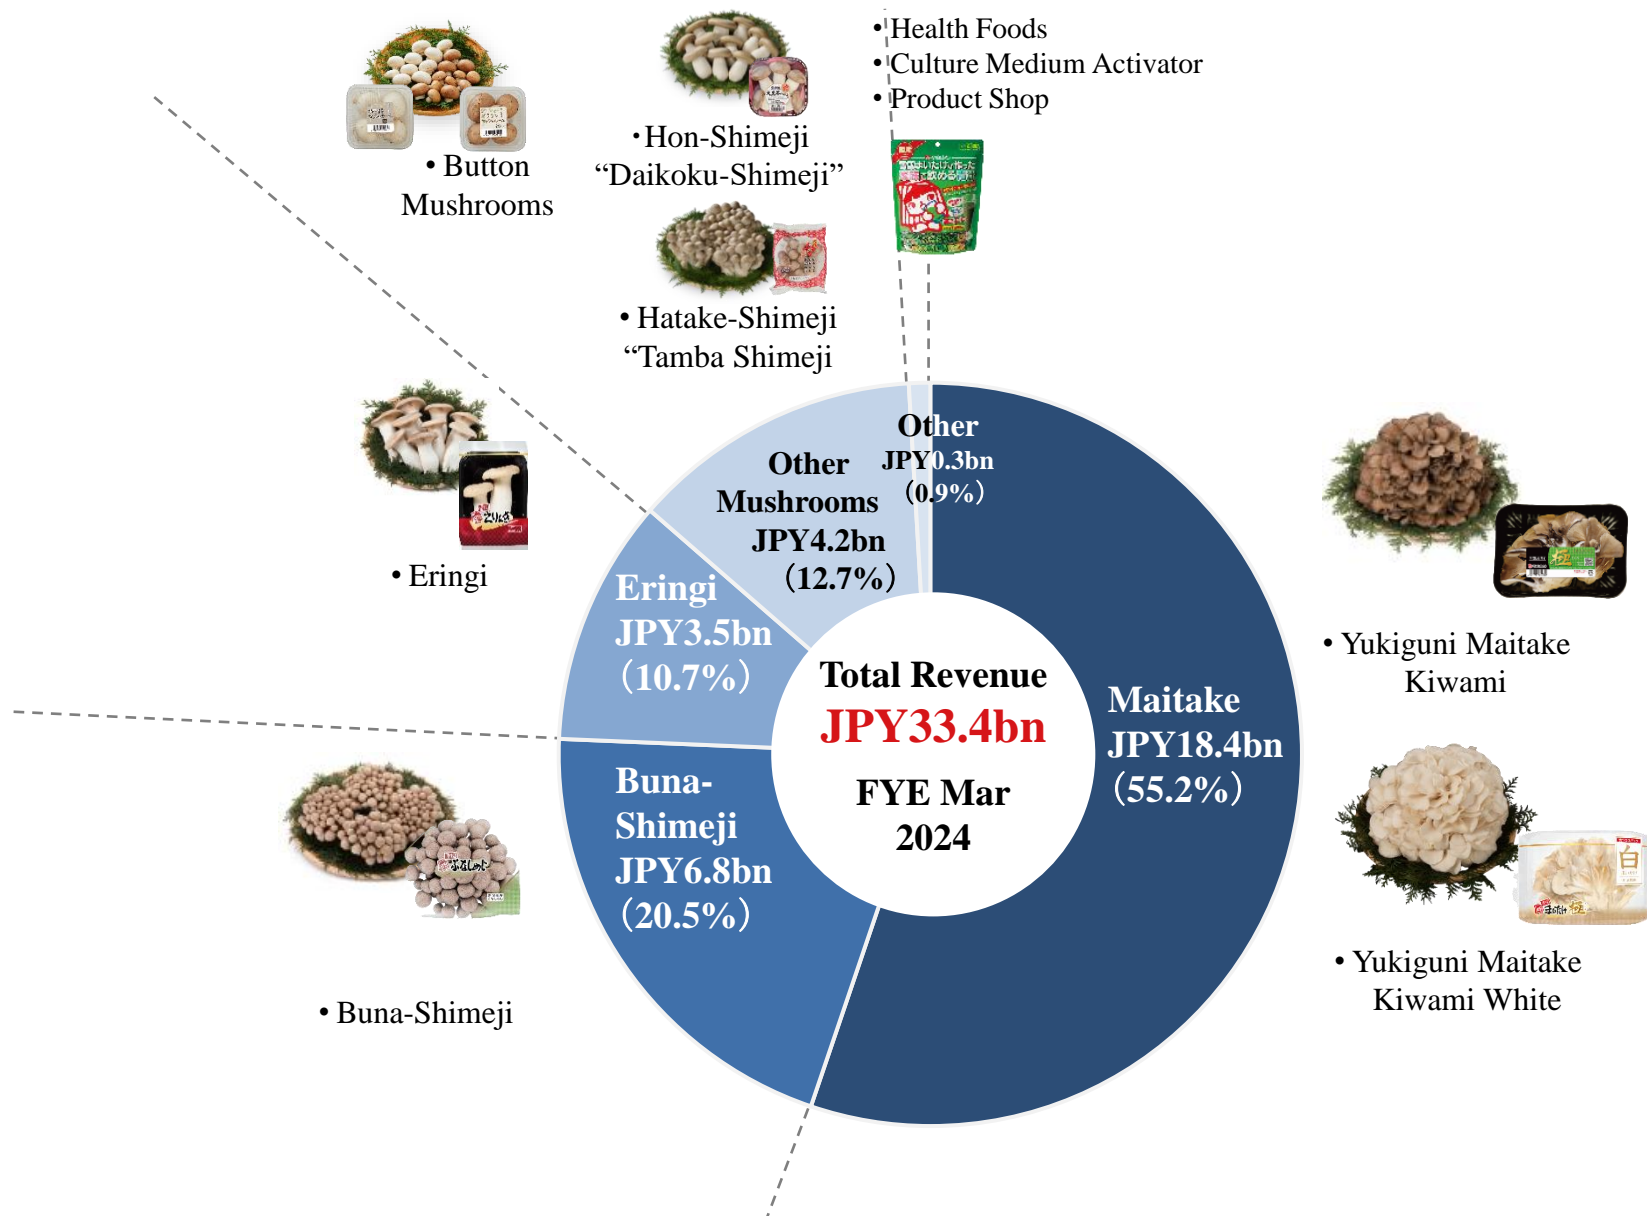 • Health Foods
• Culture Medium Activator
• Product Shop
• Button
Mushrooms
・Hon-Shimeji
“Daikoku-Shimeji”
• Hatake-Shimeji
“Tamba Shimeji
• Eringi
• Buna-Shimeji
Other
JPY0.3bn
(0.9%)
Other
Mushrooms
JPY4.2bn
(12.7%)
Eringi
JPY3.5bn
(10.7%)
Buna-
Shimeji
JPY6.8bn
(20.5%)
Total Revenue
JPY33.4bn
FYE Mar
2024
Maitake
JPY18.4bn
(55.2%)
• Yukiguni Maitake
Kiwami
極
• Yukiguni Maitake
Kiwami White
白